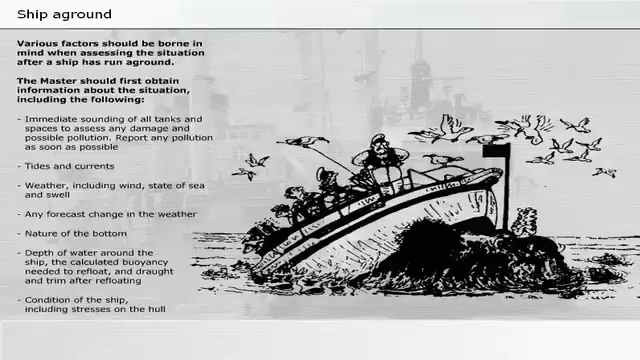 Ship aground
Various factors should be borne in
mind when assessing the situation
after a ship has run aground.
The Master should first obtain
information about the situation,
including the following:
- Immediate sounding of all tanks and
spaces to assess any damage and
possible pollution. Report any pollution
as soon as possible
- Tides and currents
- Weather, including wind, state of sea
and swell
- Any forecast change in the weather
- Nature of the bottom
- Depth of water around the
ship, the calculated buoyancy
needed to refloat, and draught
and trim after refloating
- Condition of the ship,
including stresses on the hull